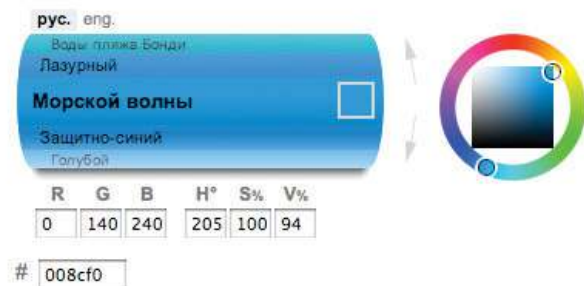 рус. eng.
Воды пляжа Бонди
Лазурный
Морской волны
Защитно-синий
Голубой
R G B H° S% V%
0 140 240 205 100 94
# 008cf0